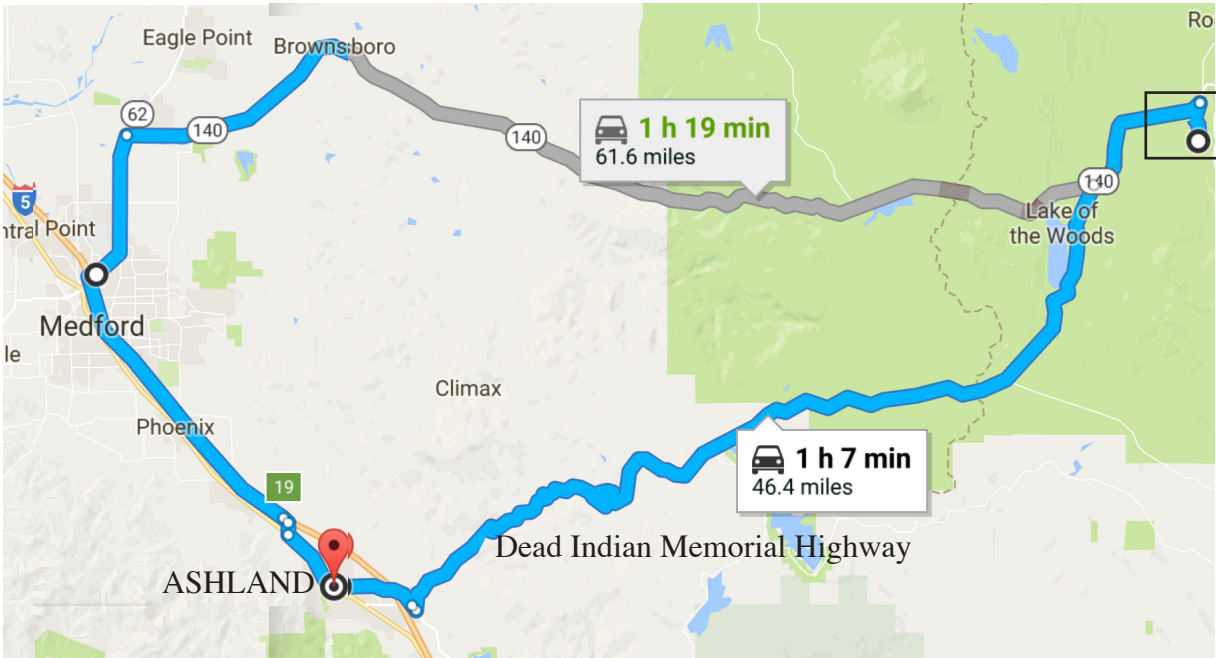 Eagle Point
Brownsboro
Ro
62
140
140
1 h 19 min
61.6 miles
140
5
ntral Point
Lake of
the Woods
Medford
le
Climax
Phoenix
1 h 7 min
46.4 miles
19
Dead Indian Memorial Highway
ASHLAND